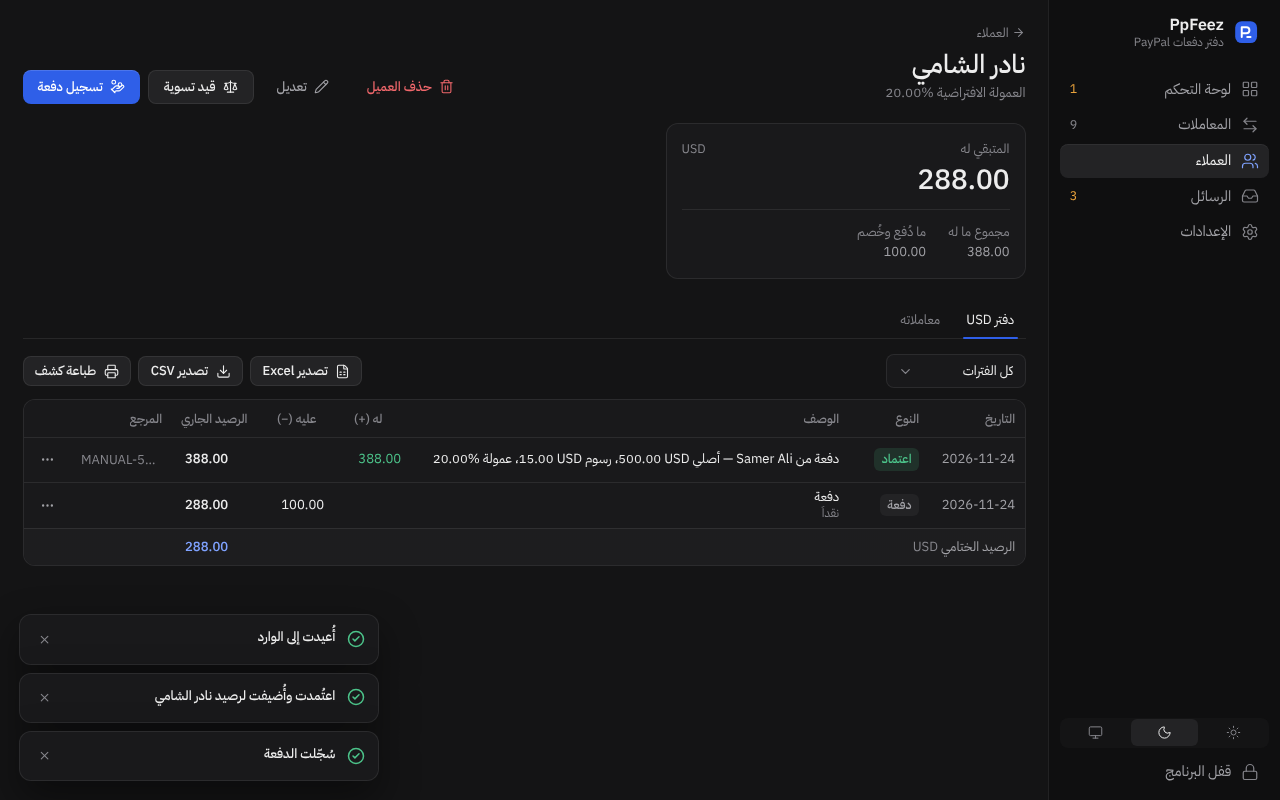 PpFeez
دفتر دفعات PayPal
لوحة التحكم 1
المعاملات 9
العملاء
الرسائل 3
الإعدادات
قفل البرنامج
العملاء
نادر الشامي
العمولة الافتراضية 20.00%
حذف العميل
تعديل
قيد تسوية
تسجيل دفعة
المتبقي له USD
288.00
مجموع ما له ما دُفع وخُصم
388.00 100.00
دفتر USD معاملاته
كل الفترات
تصدير Excel
تصدير CSV
طباعة كشف
التاريخ النوع الوصف له (+) عليه (−) الرصيد الجاري المرجع
2026-11-24 اعتماد دفعة من Samer Ali — أصلي 500.00 USD، رسوم 15.00 USD، عمولة 20.00% 388.00 388.00 MANUAL-5...
2026-11-24 دفعة دفعة 100.00 288.00
نقداً
الرصيد الختامي USD 288.00
أُعيدت إلى الوارد
اعتُمدت وأُضيفت لرصيد نادر الشامي
سُجّلت الدفعة